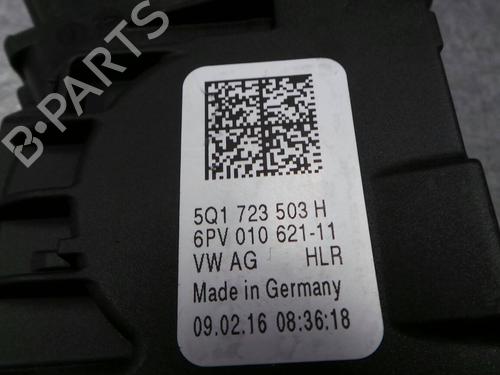 B-PARTS
5Q1 723 503 H
6PV 010 621-11
VW AG HLR
Made in Germany
09.02.16 08:36:18